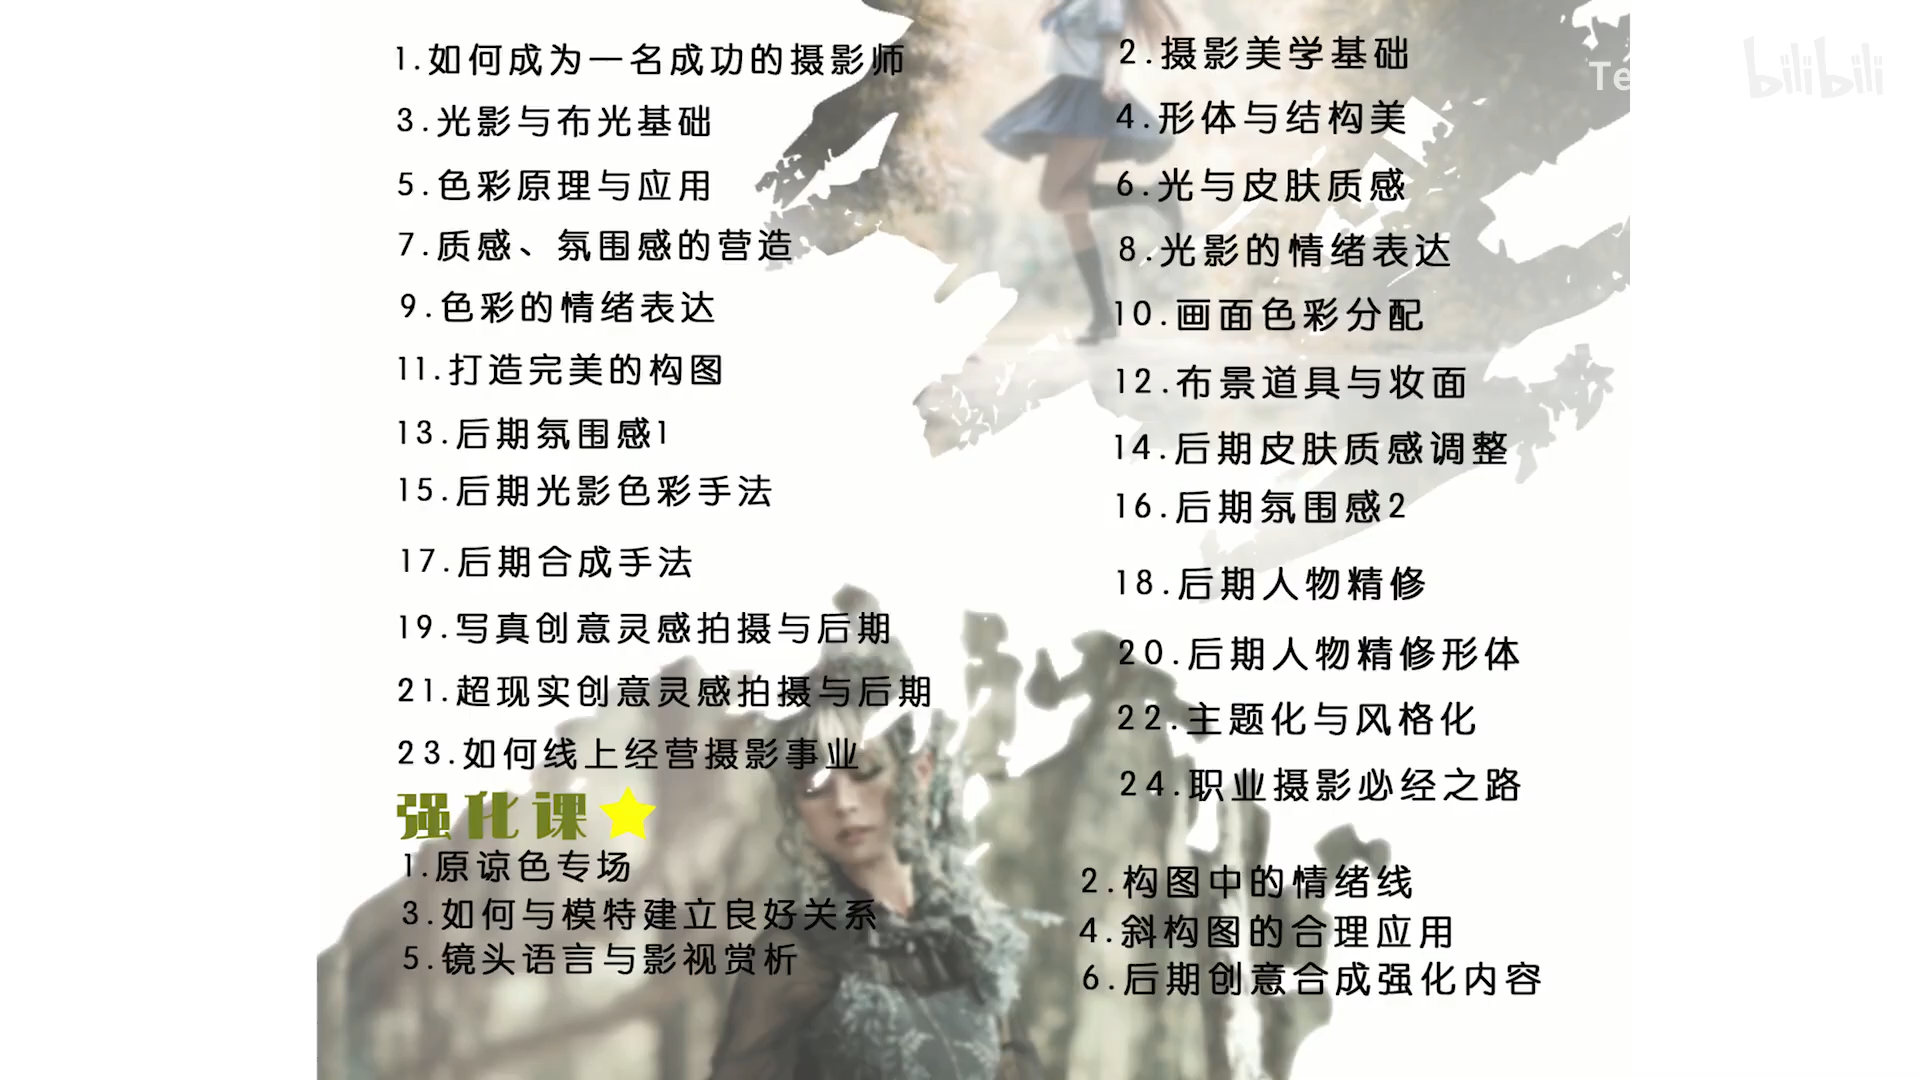 1.如何成为一名成功的摄影师
2.摄影美学基础
3.光影与布光基础
4.形体与结构美
5.色彩原理与应用
6.光与皮肤质感
7.质感、氛围感的营造
8.光影的情绪表达
9.色彩的情绪表达
10.画面色彩分配
11.打造完美的构图
12.布景道具与妆面
13.后期氛围感1
14.后期皮肤质感调整
15.后期光影色彩手法
16.后期氛围感2
17.后期合成手法
18.后期人物精修
19.写真创意灵感拍摄与后期
20.后期人物精修形体
21.超现实创意灵感拍摄与后期
22.主题化与风格化
23.如何线上经营摄影事业
24.职业摄影必经之路
强化课
1.原谅色专场
2.构图中的情绪线
3.如何与模特建立良好关系
4.斜构图的合理应用
5.镜头语言与影视赏析
6.后期创意合成强化内容
Te
bilibili